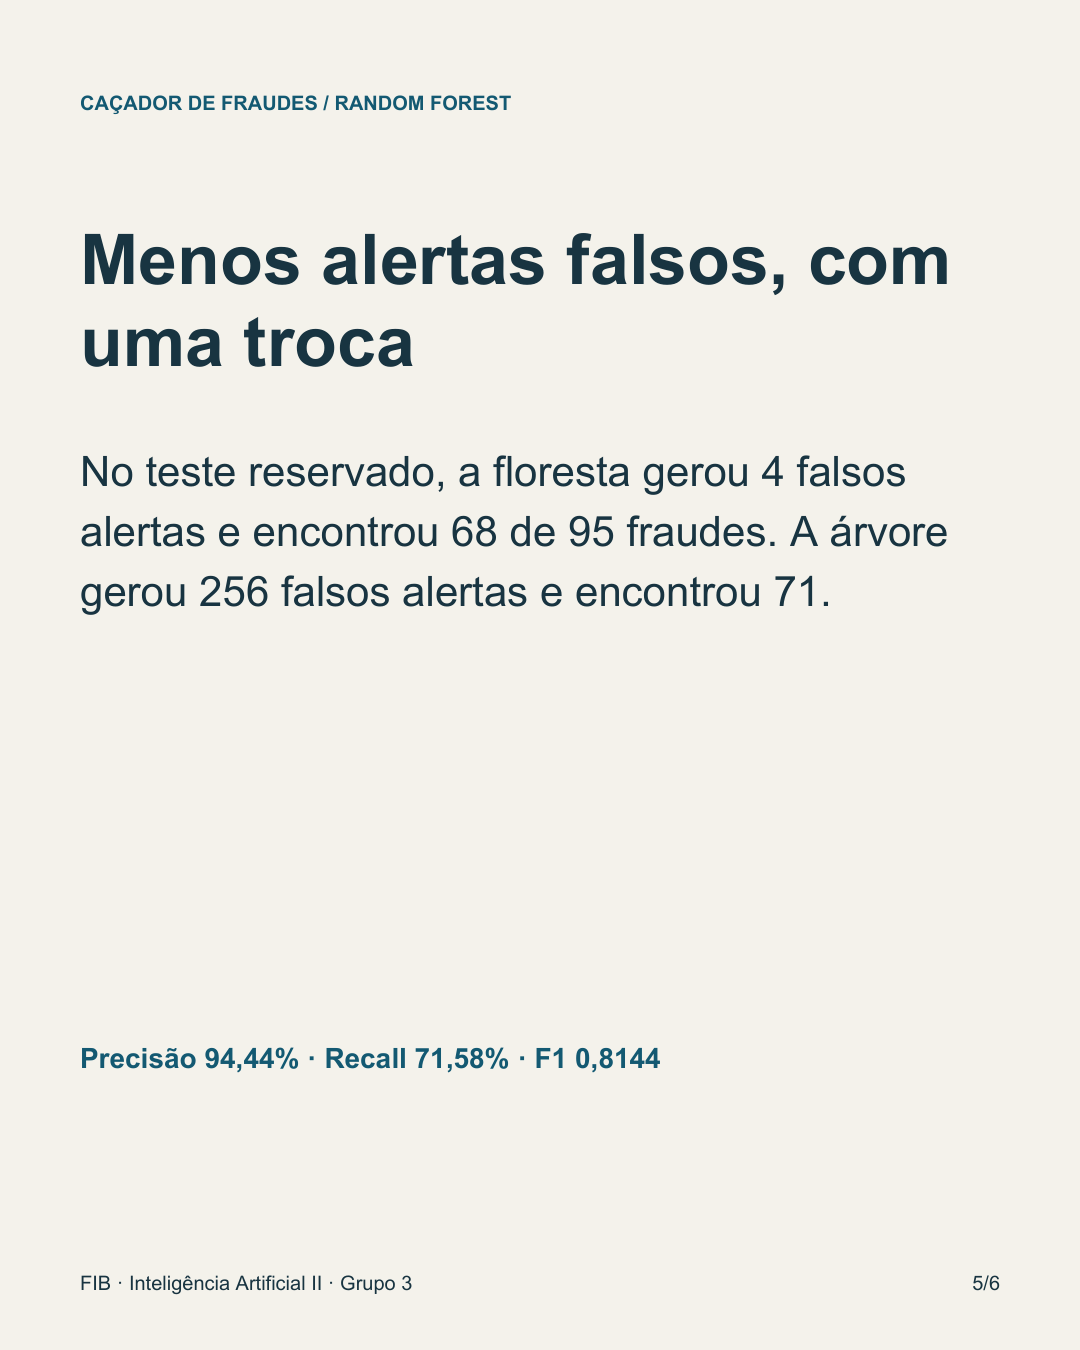 CAÇADOR DE FRAUDES / RANDOM FOREST
Menos alertas falsos, com
uma troca
No teste reservado, a floresta gerou 4 falsos
alertas e encontrou 68 de 95 fraudes. A árvore
gerou 256 falsos alertas e encontrou 71.
Precisão 94,44% · Recall 71,58% · F1 0,8144
FIB · Inteligência Artificial II · Grupo 3
5/6